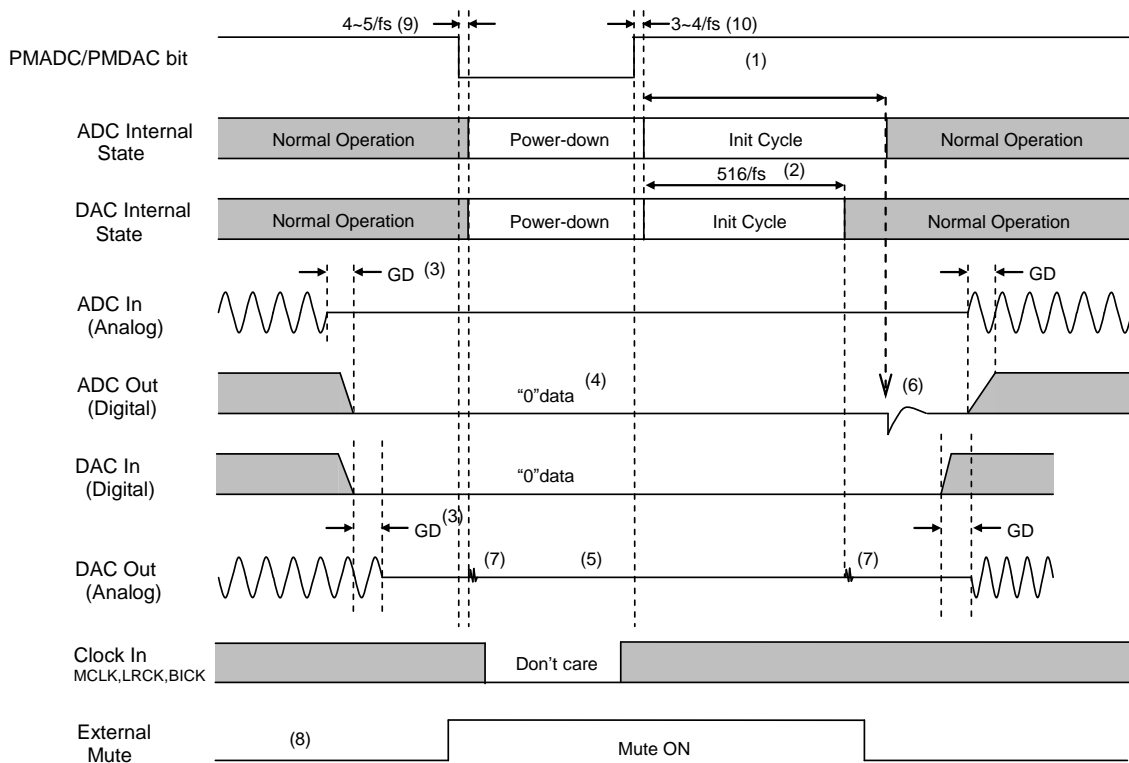 4~5/fs (9)
3~4/fs (10)
PMADC/PMDAC bit
(1)
ADC Internal
State
Normal Operation
Power-down
Init Cycle
Normal Operation
516/fs (2)
DAC Internal
State
Normal Operation
Power-down
Init Cycle
Normal Operation
GD (3)
GD
ADC In
(Analog)
ADC Out
(Digital)
“0”data
(4)
(6)
DAC In
(Digital)
“0”data
GD (3)
GD
DAC Out
(Analog)
(7)
(5)
(7)
Clock In
MCLK,LRCK,BICK
Don’t care
External
Mute
(8)
Mute ON